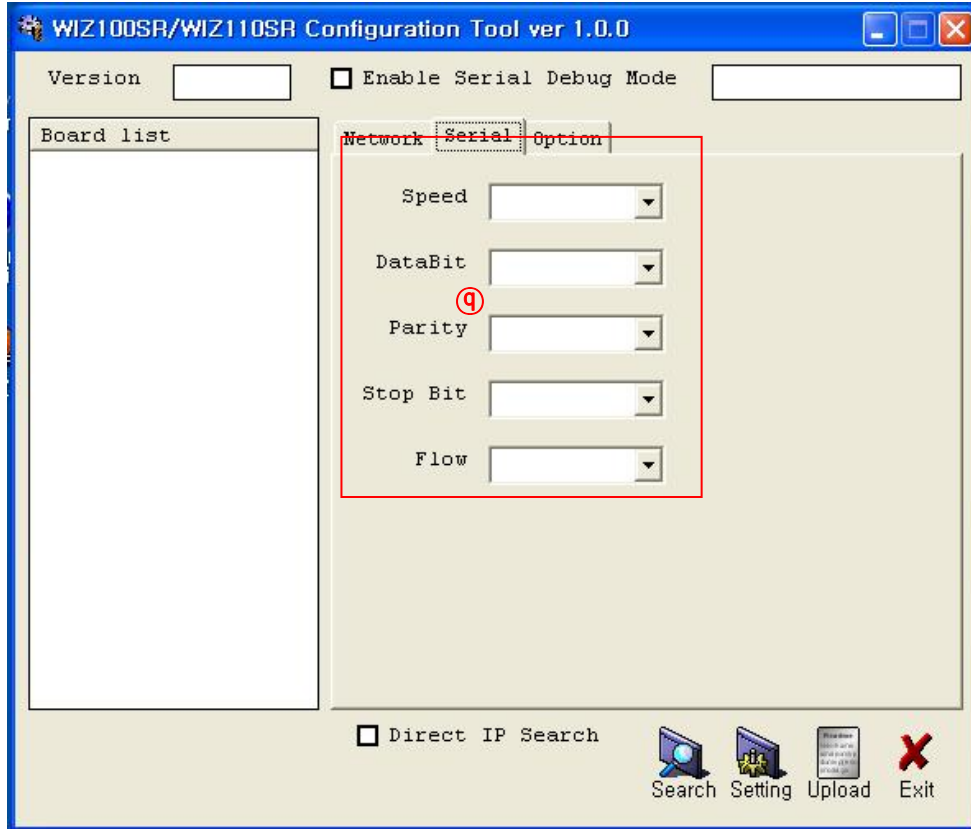 WIZ100SR/WIZ110SR Configuration Tool ver 1.0.0
Version
Enable Serial Debug Mode
Board list
Network Serial Option
Speed
DataBit
ⓠ
Parity
Stop Bit
Flow
Direct IP Search
Search Setting Upload Exit